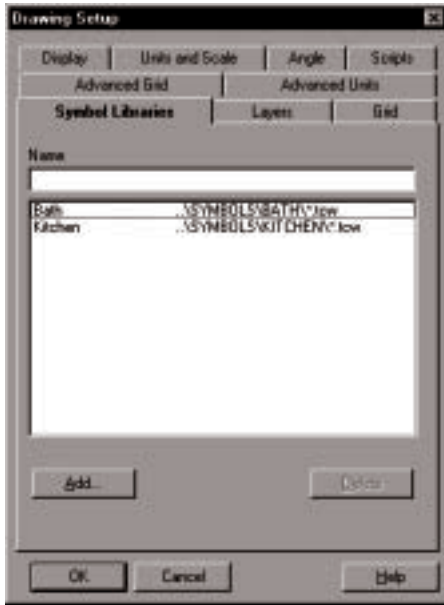 Drawing Setup
Display Units and Scale Angle Scripts
Advanced Grid Advanced Units
Symbol Libraries Layers Grid
Name
Bath ..\SYMBOLS\BATH\*.tcw
Kitchen ..\SYMBOLS\KITCHEN\*.tcw
Add... Delete
OK Cancel Help